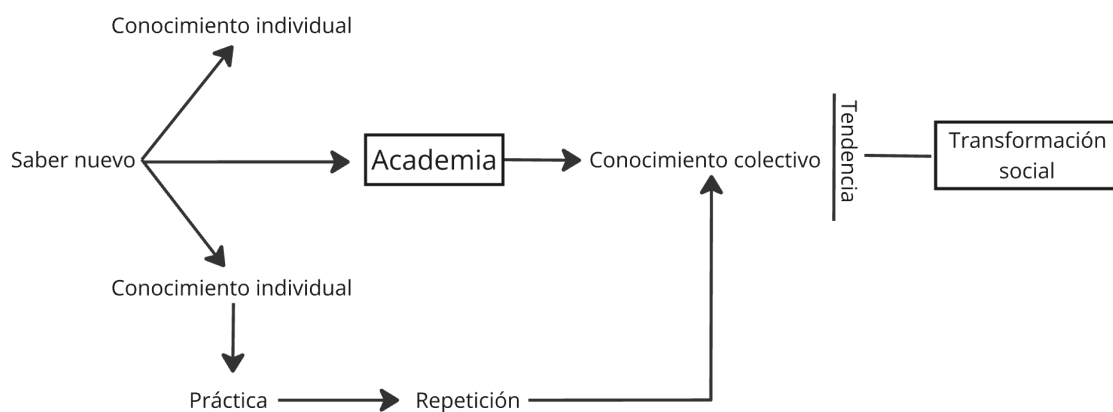 Conocimiento individual
Saber nuevo
Academia
Conocimiento colectivo
Tendencia
Transformación
social
Conocimiento individual
Práctica
Repetición